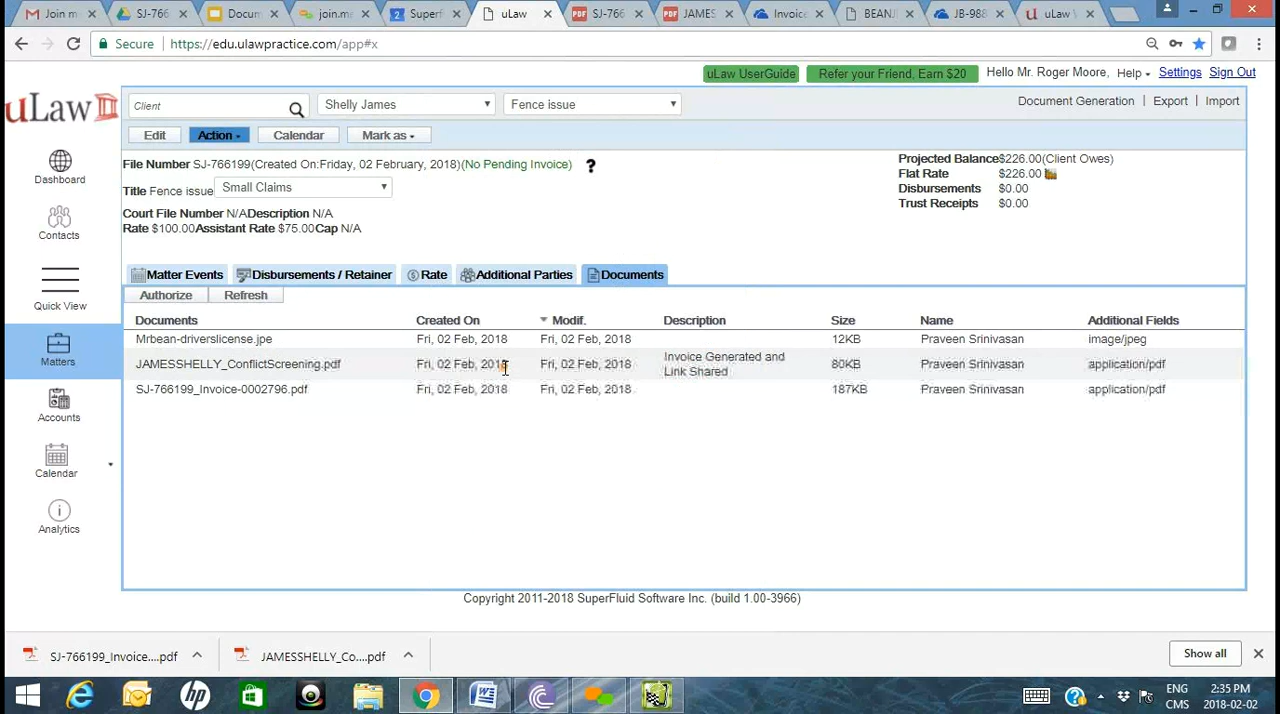 Join m
SJ-766
Docum
join.ma
Superf
uLaw
SJ-766
JAMES
Invoice
BEANJ
JB-988
uLaw
Secure https://edu.ulawpractice.com/app#x
uLaw UserGuide Refer your Friend, Earn $20 Hello Mr. Roger Moore, Help Settings Sign Out
uLaw
Client Shelly James Fence issue Document Generation | Export | Import
Edit Action Calendar Mark as
File Number SJ-766199(Created On:Friday, 02 February, 2018)(No Pending Invoice) ?
Title Fence issue Small Claims
Court File Number N/ADescription N/A
Rate $100.00Assistant Rate $75.00Cap N/A
Projected Balance$226.00(Client Owes)
Flat Rate $226.00
Disbursements $0.00
Trust Receipts $0.00
Dashboard
Contacts
Quick View
Matters
Accounts
Calendar
Analytics
Matter Events Disbursements / Retainer Rate Additional Parties Documents
Authorize Refresh
Documents Created On Modif. Description Size Name Additional Fields
Mrbean-driverslicense.jpe Fri, 02 Feb, 2018 Fri, 02 Feb, 2018 12KB Praveen Srinivasan image/jpeg
JAMESSHELLY_ConflictScreening.pdf Fri, 02 Feb, 2018 Fri, 02 Feb, 2018 Invoice Generated and Link Shared 80KB Praveen Srinivasan application/pdf
SJ-766199_Invoice-0002796.pdf Fri, 02 Feb, 2018 Fri, 02 Feb, 2018 187KB Praveen Srinivasan application/pdf
Copyright 2011-2018 SuperFluid Software Inc. (build 1.00-3966)
SJ-766199_Invoice....pdf JAMESSHELLY_Co....pdf Show all
ENG 2:35 PM
CMS 2018-02-02